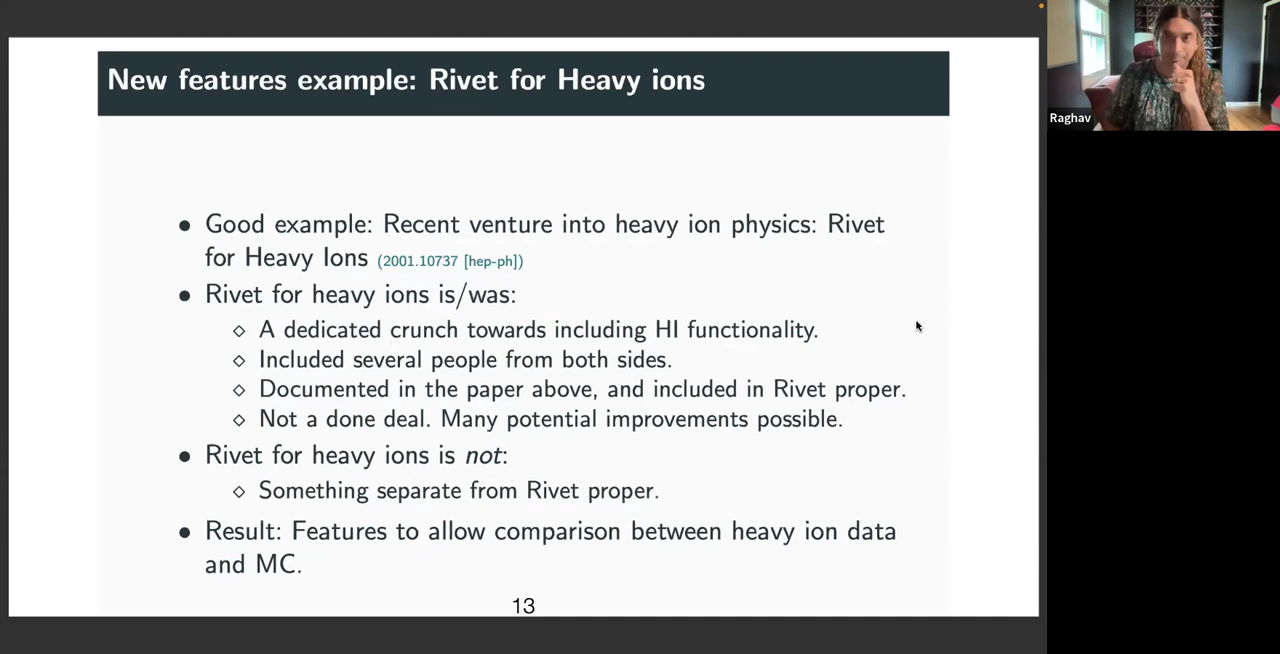 New features example: Rivet for Heavy ions
Raghav
• Good example: Recent venture into heavy ion physics: Rivet
for Heavy Ions (2001.10737 [hep-ph])
• Rivet for heavy ions is/was:
⋄ A dedicated crunch towards including HI functionality.
⋄ Included several people from both sides.
⋄ Documented in the paper above, and included in Rivet proper.
⋄ Not a done deal. Many potential improvements possible.
• Rivet for heavy ions is not:
⋄ Something separate from Rivet proper.
• Result: Features to allow comparison between heavy ion data
and MC.
13